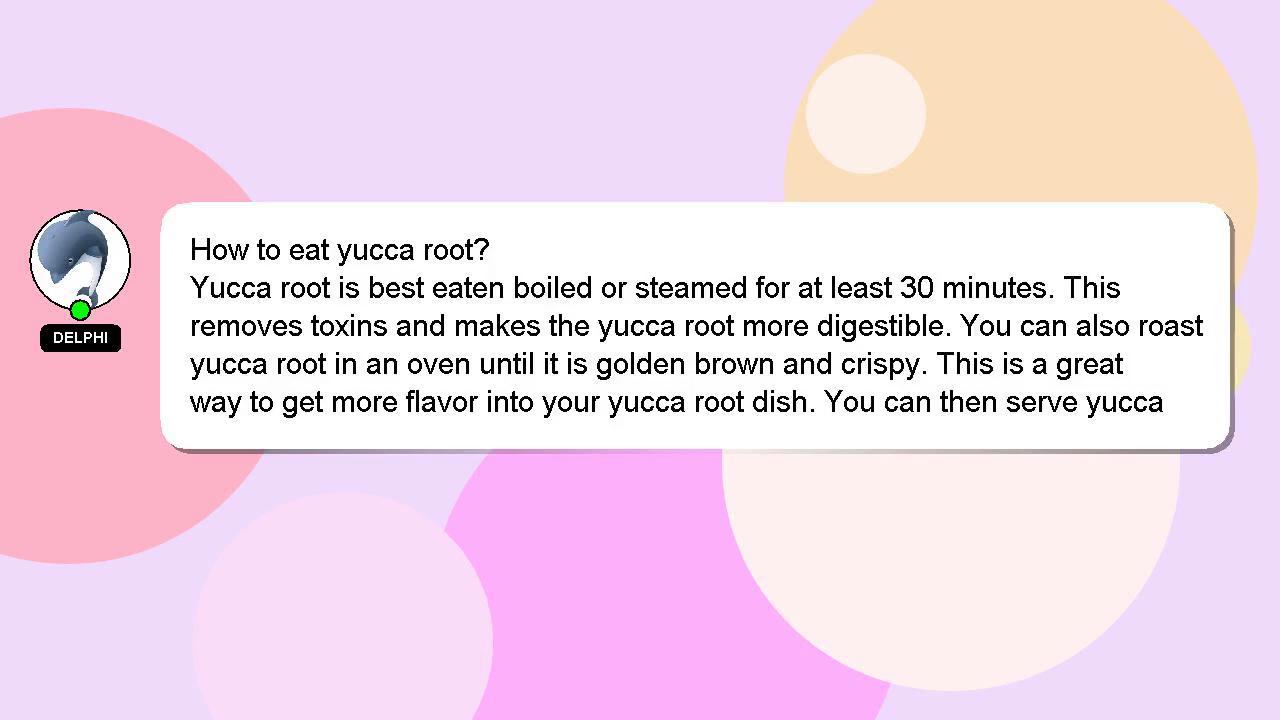 How to eat yucca root?
Yucca root is best eaten boiled or steamed for at least 30 minutes. This
removes toxins and makes the yucca root more digestible. You can also roast
yucca root in an oven until it is golden brown and crispy. This is a great
way to get more flavor into your yucca root dish. You can then serve yucca
DELPHI